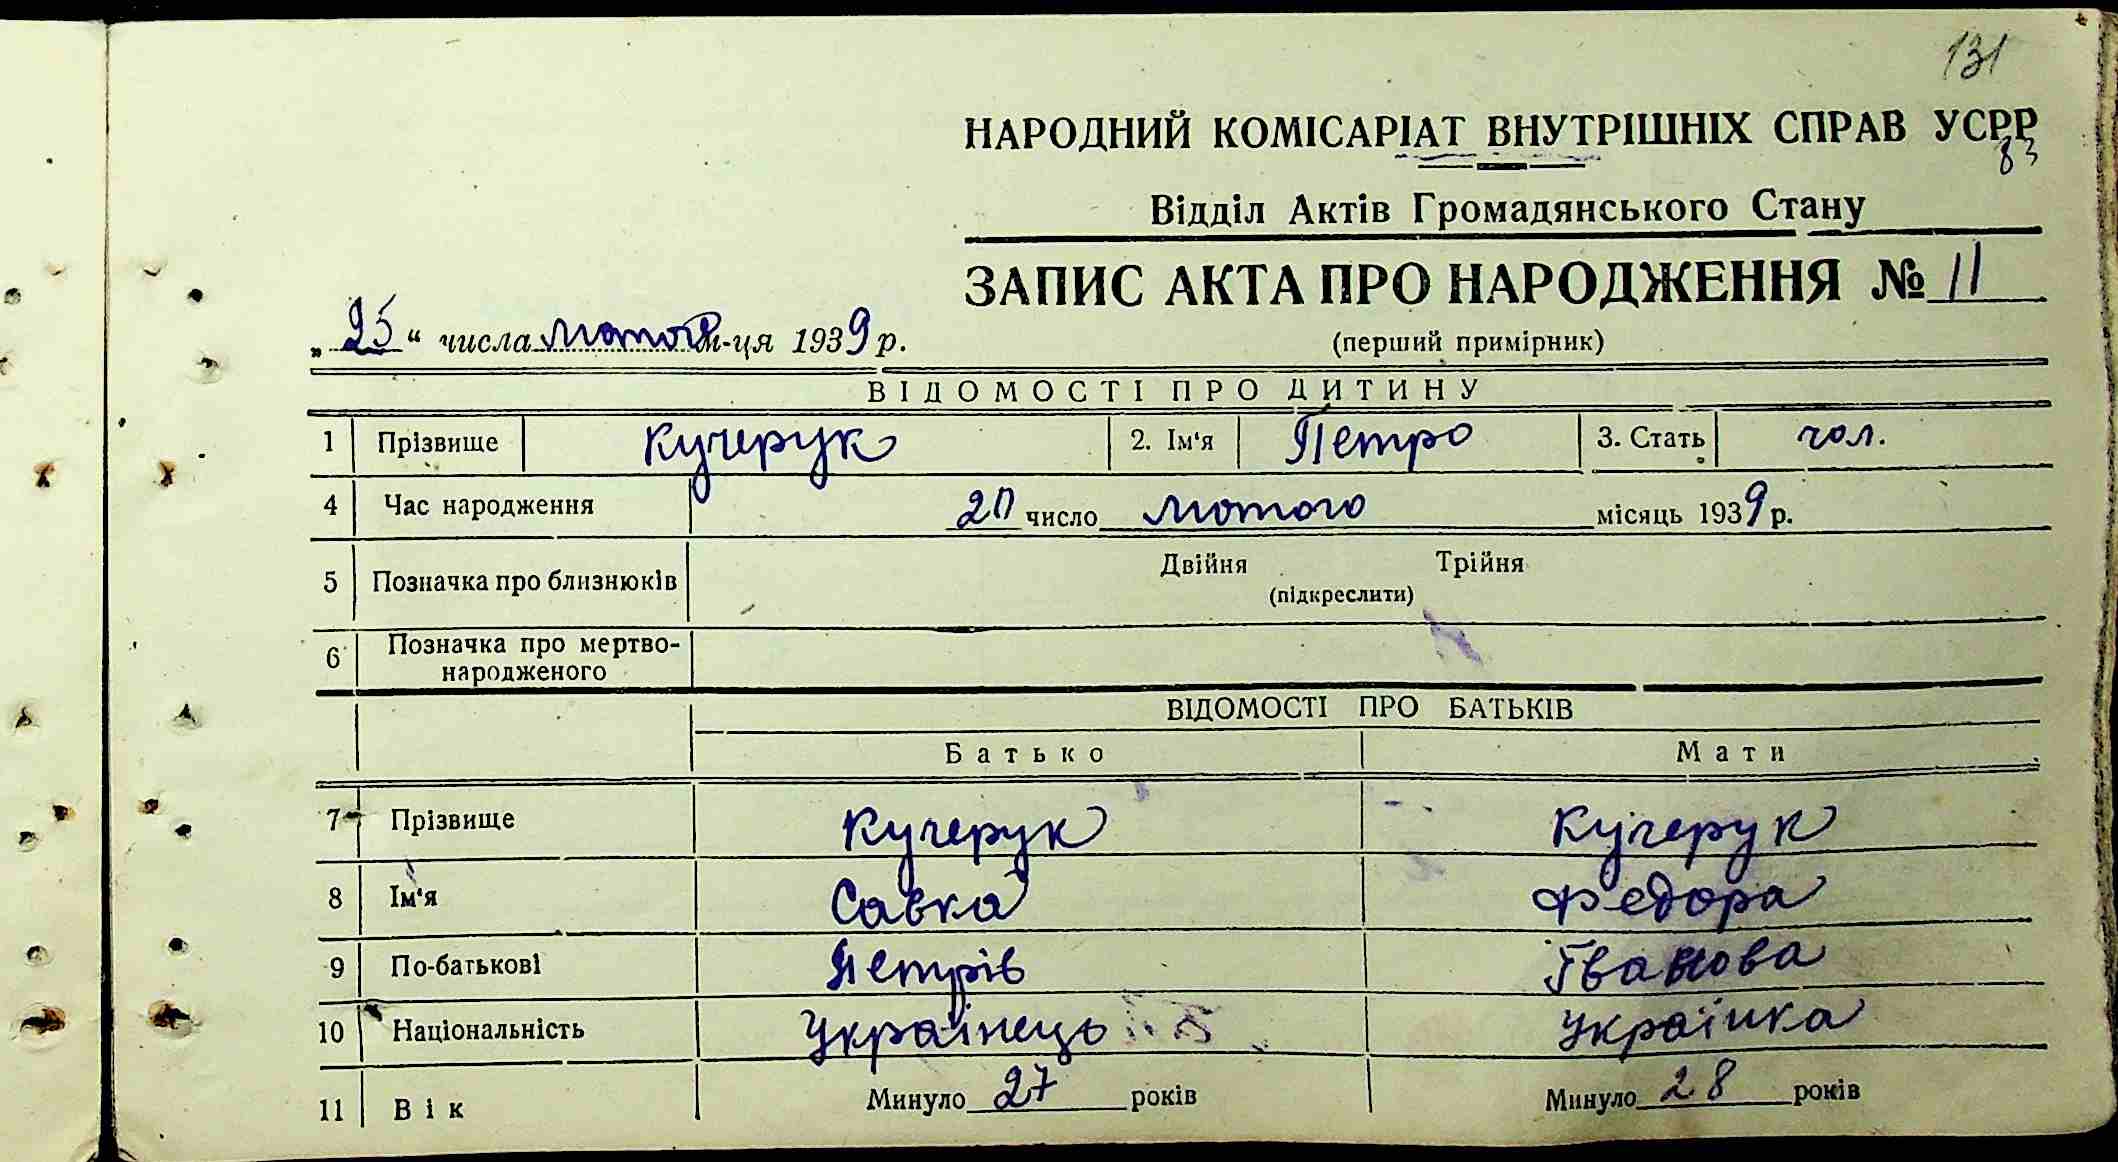 131
НАРОДНИЙ КОМІСАРІАТ ВНУТРІШНІХ СПРАВ УСРР
83
Відділ Актів Громадянського Стану
ЗАПИС АКТА ПРО НАРОДЖЕННЯ № 11
„25“ числа лютого м-ця 1939 р.
(перший примірник)
ВІДОМОСТІ ПРО ДИТИНУ
1 Прізвище Кучерук 2. Ім'я Петро 3. Стать чол.
4 Час народження 20 число лютого місяць 1939 р.
5 Позначка про близнюків Двійня Трійня
(підкреслити)
6 Позначка про мертво-
народженого
ВІДОМОСТІ ПРО БАТЬКІВ
Батько Мати
7 Прізвище Кучерук Кучерук
8 Ім'я Савка Федора
9 По-батькові Петрів Іванова
10 Національність Українець Українка
11 Вік Минуло 27 років Минуло 28 років